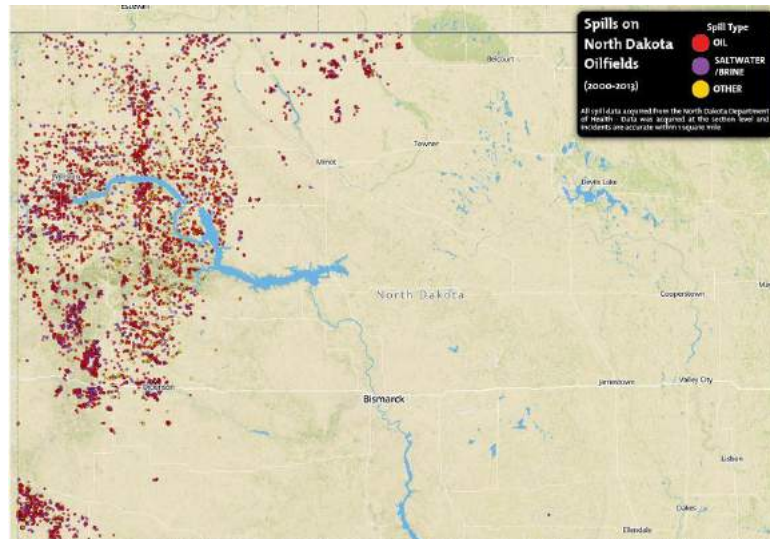 Estevan
Spills on
North Dakota
Oilfields
(2000-2013)
Spill Type
OIL
SALTWATER
/BRINE
OTHER
All spill data acquired from the North Dakota Department
of Health - Data was acquired at the section level and
incidents are accurate within 1 square mile
Belcourt
Towner
Minot
Devils Lake
Williston
North Dakota
Cooperstown
Dickinson
Jamestown
Valley City
Bismarck
Lisbon
Oakes
Ellendale